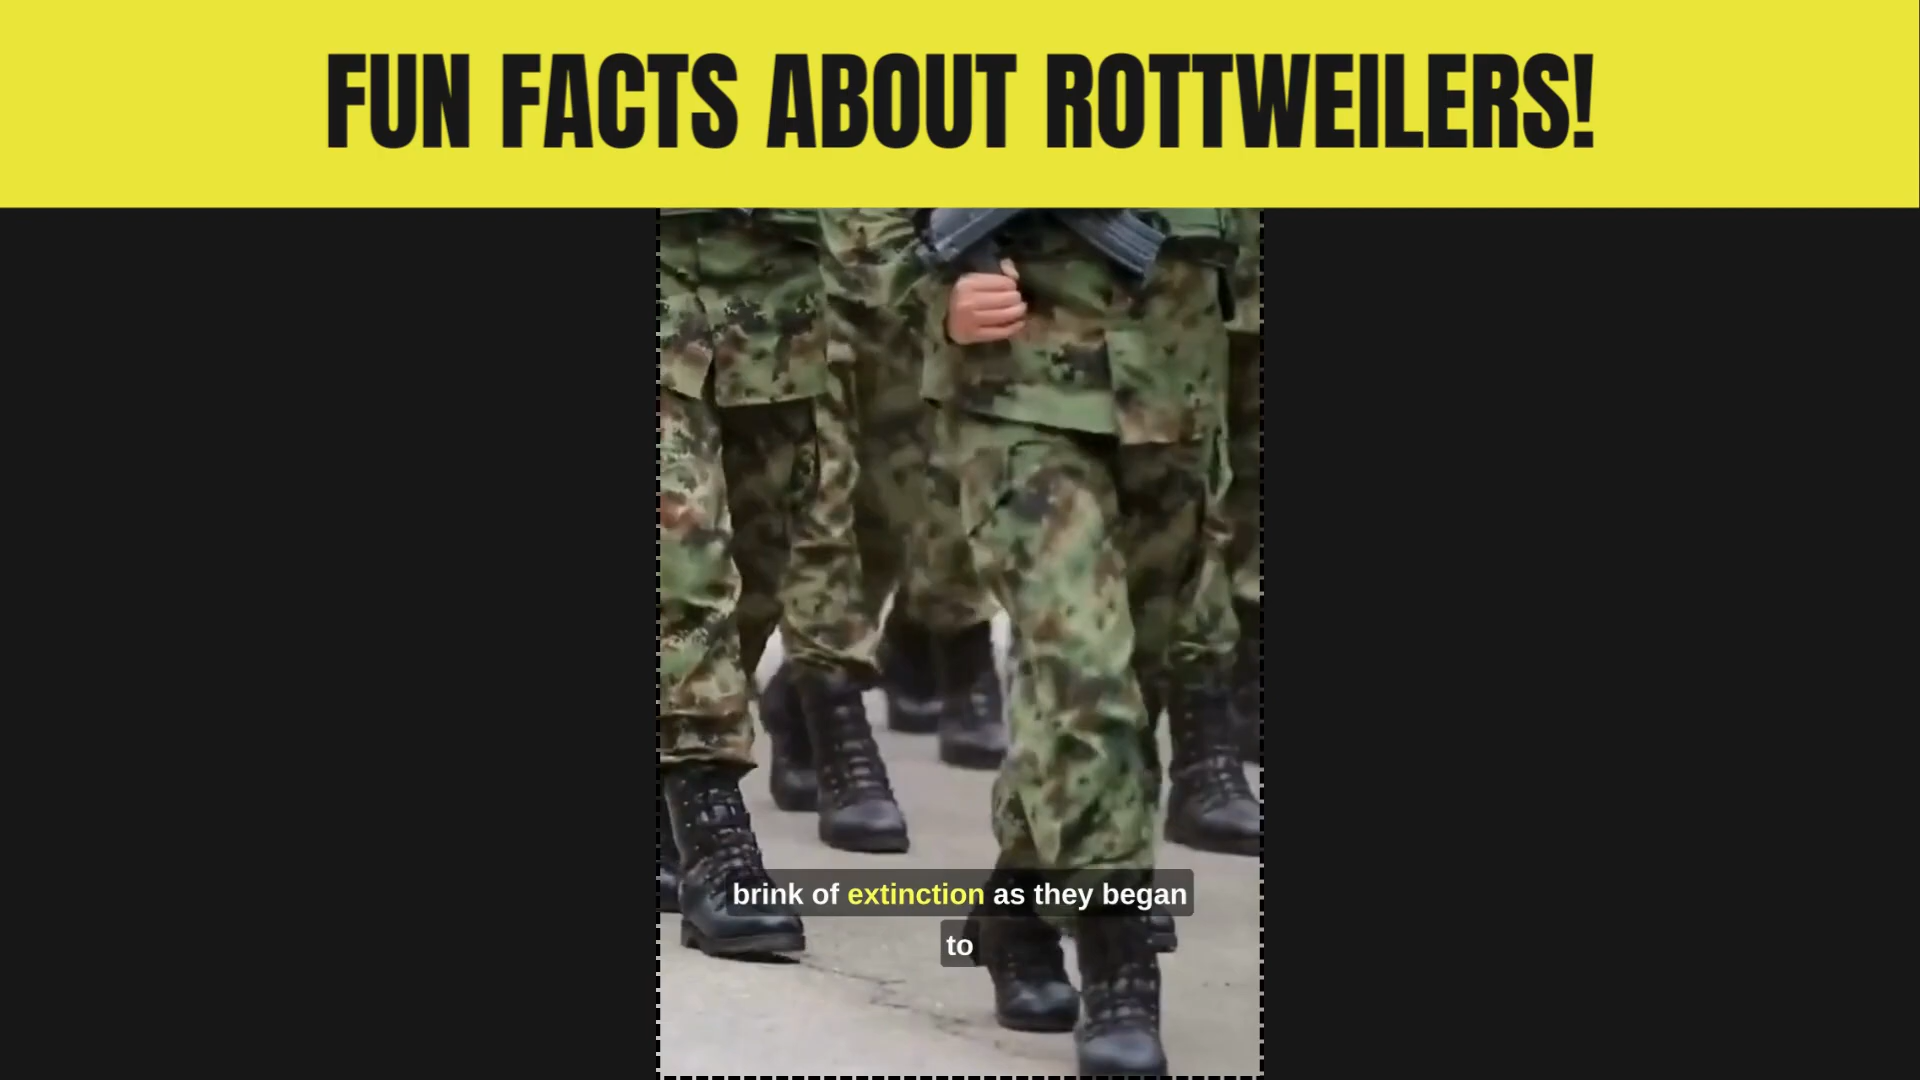 FUN FACTS ABOUT ROTTWEILERS!
brink of extinction as they began
to